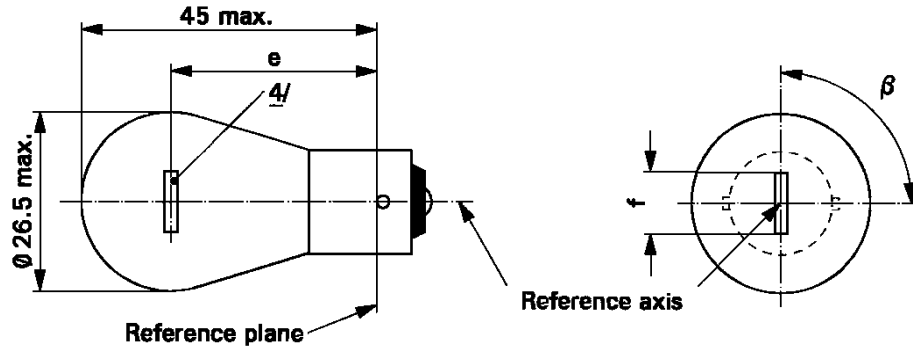 45 max.
e
4/
β
Ø 26.5 max.
f
Reference axis
Reference plane